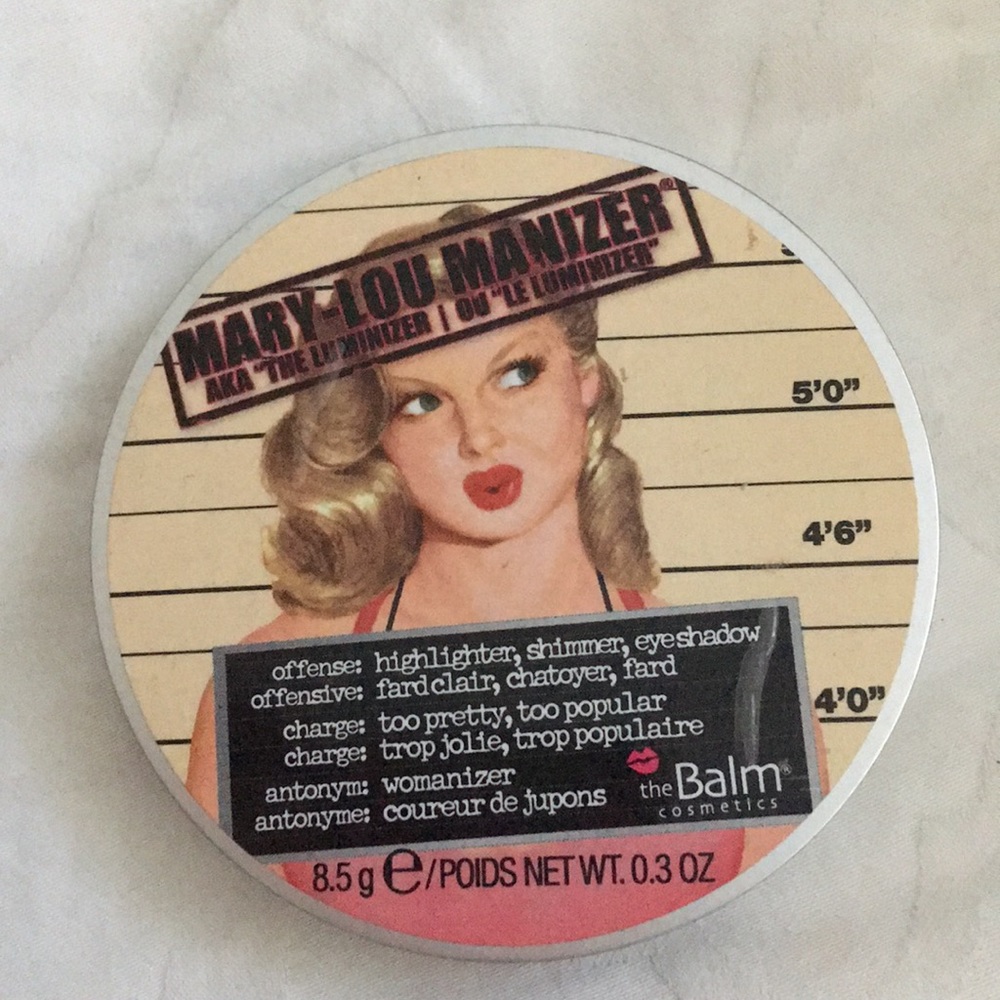 MARY-LOU MANIZER®
AKA "THE LUMINIZER | OU "LE LUMINIZER"
5'0"
4'6"
4'0"
offense: highlighter, shimmer, eyeshadow
offensive: fard clair, chatoyer, fard
charge: too pretty, too popular
charge: trop jolie, trop populaire
antonym: womanizer
antonyme: coureur de jupons
theBalm®
cosmetics
8.5 g e/POIDS NET WT. 0.3 OZ